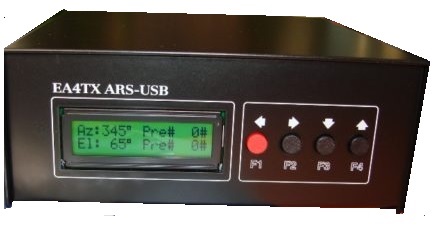 EA4TX ARS-USB
Az:345° Pre# 0#
El: 65° Pre# 0#
F1 F2 F3 F4